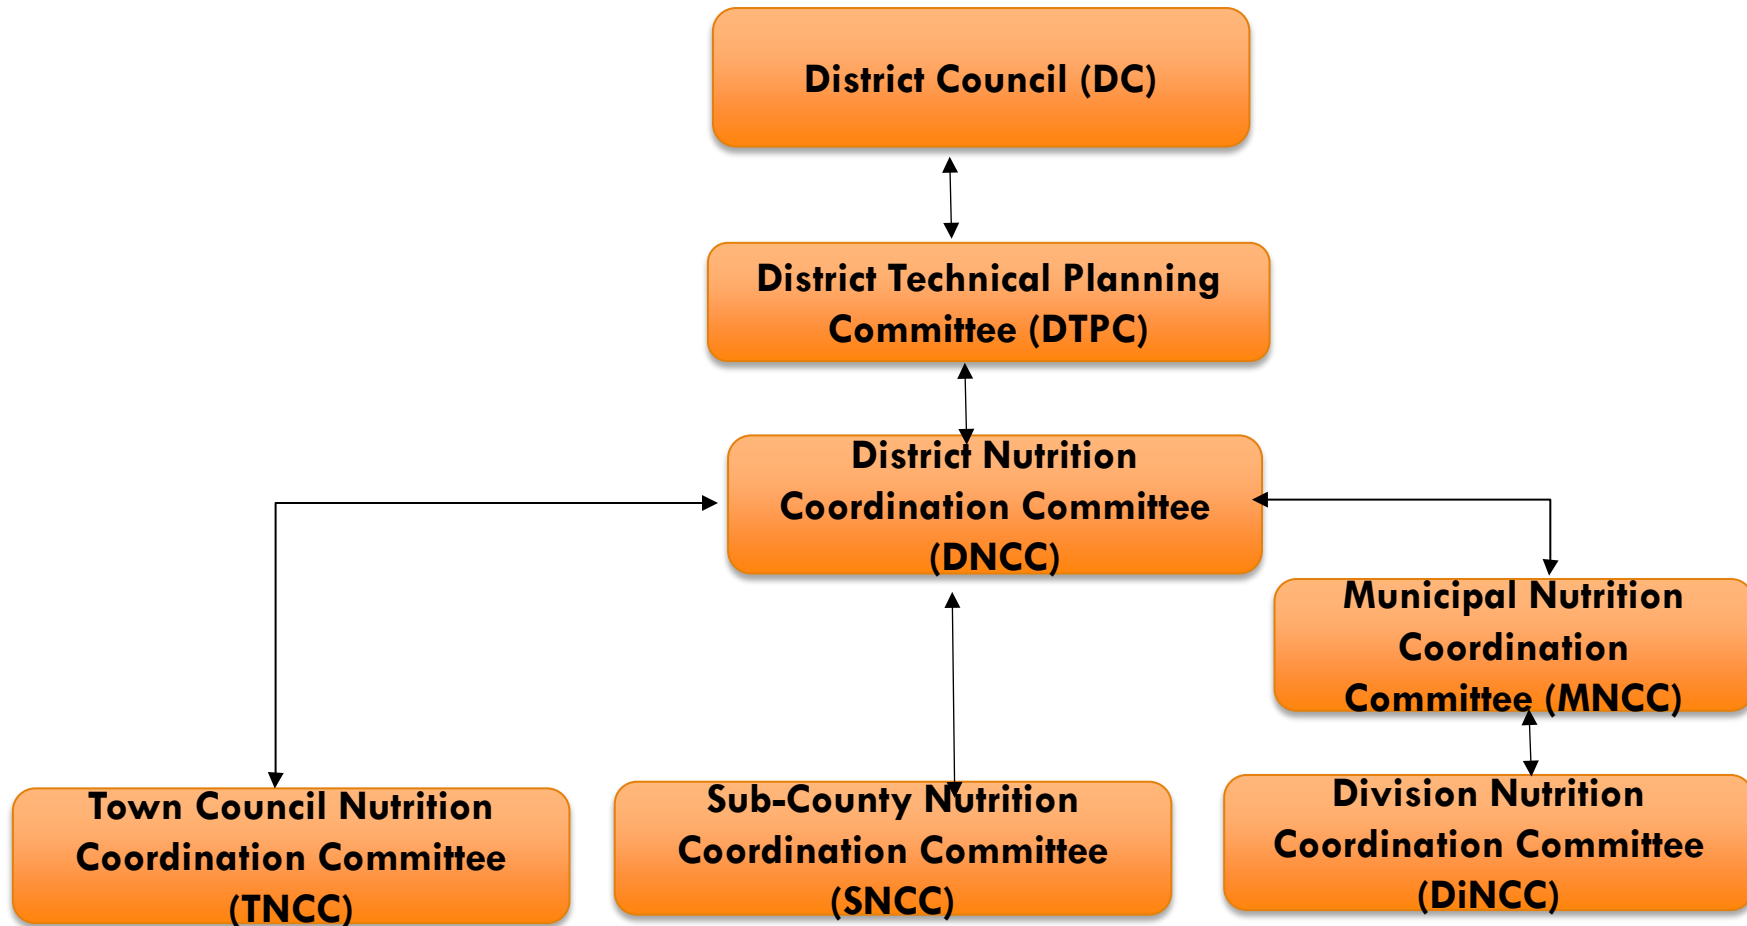 District Council (DC)
District Technical Planning
Committee (DTPC)
District Nutrition
Coordination Committee
(DNCC)
Municipal Nutrition
Coordination
Committee (MNCC)
Town Council Nutrition
Coordination Committee
(TNCC)
Sub-County Nutrition
Coordination Committee
(SNCC)
Division Nutrition
Coordination Committee
(DiNCC)